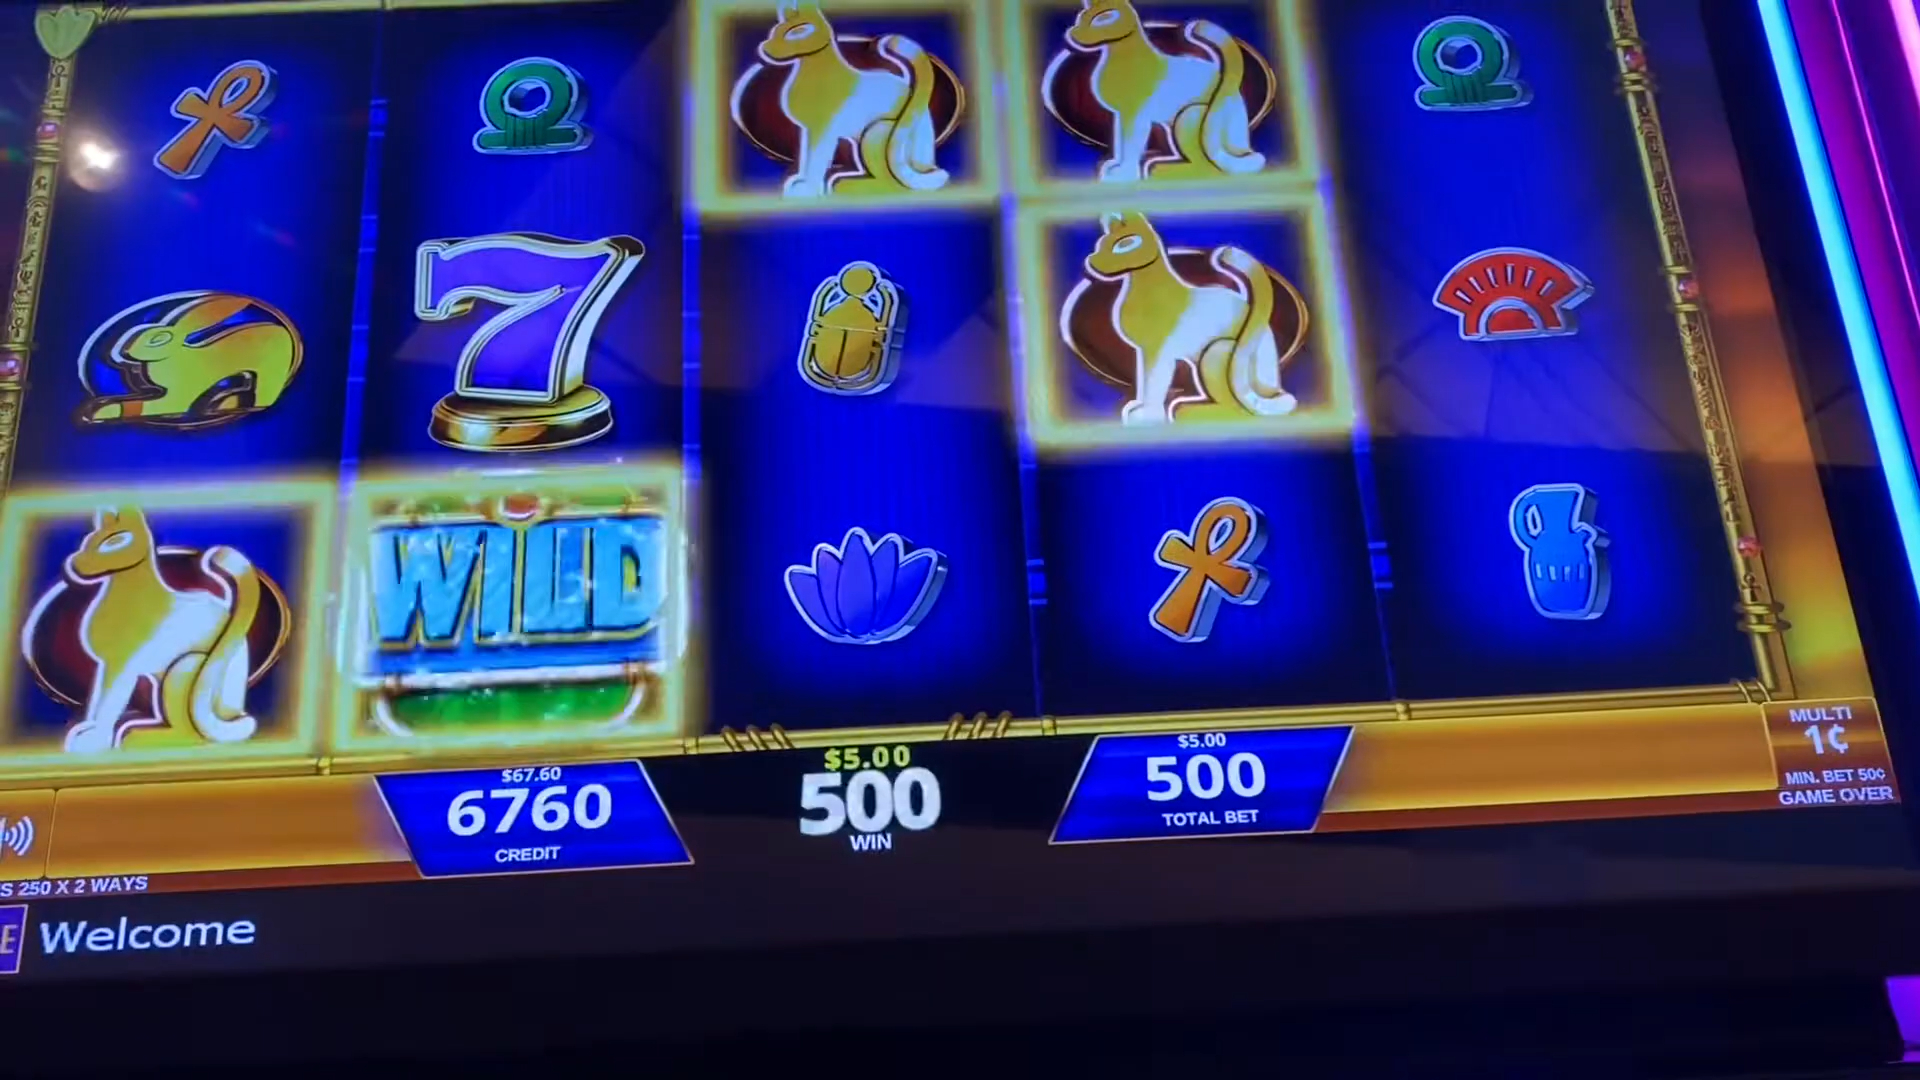 7
WILD
$67.60
6760
CREDIT
$5.00
500
WIN
$5.00
500
TOTAL BET
MULTI
1¢
MIN. BET 50¢
GAME OVER
250 X 2 WAYS
Welcome